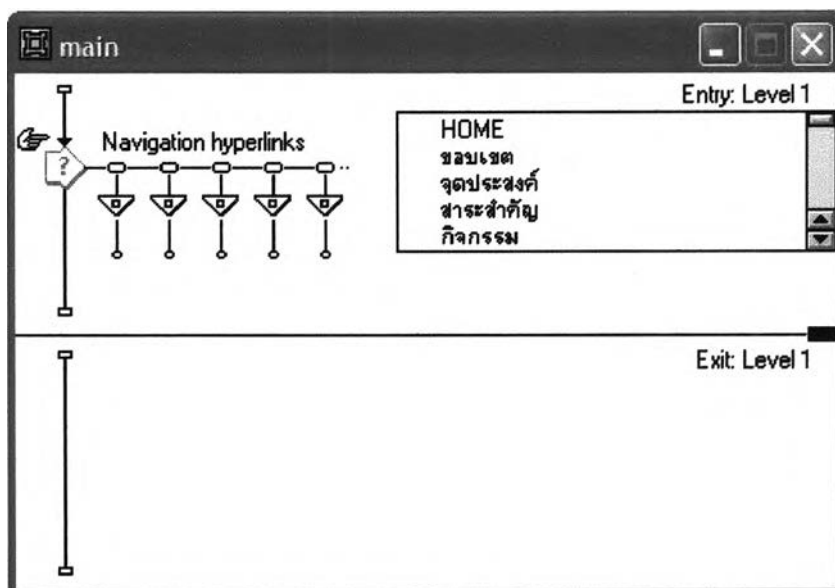 main
Entry: Level 1
Navigation hyperlinks
?
HOME
ขอบเขต
จุดประสงค์
สาระสำคัญ
กิจกรรม
Exit: Level 1